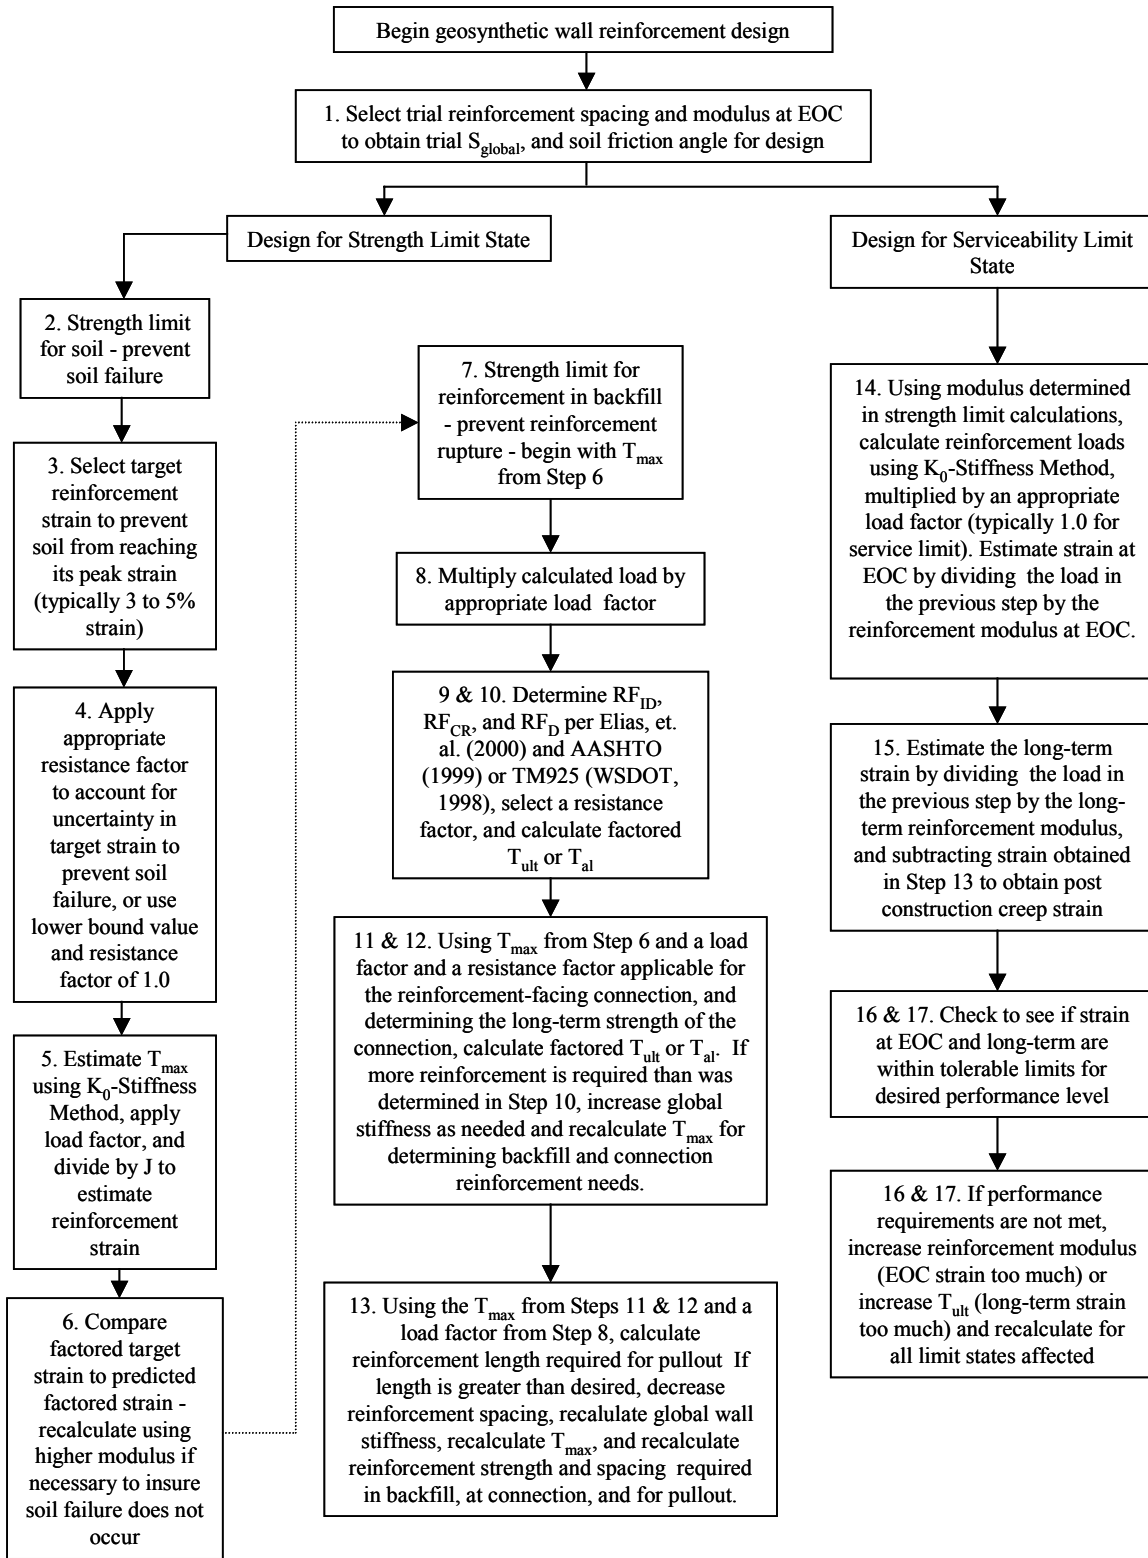 Begin geosynthetic wall reinforcement design
1. Select trial reinforcement spacing and modulus at EOC
to obtain trial S_global, and soil friction angle for design
Design for Strength Limit State
2. Strength limit
for soil - prevent
soil failure
3. Select target
reinforcement
strain to prevent
soil from reaching
its peak strain
(typically 3 to 5%
strain)
4. Apply
appropriate
resistance factor
to account for
uncertainty in
target strain to
prevent soil
failure, or use
lower bound value
and resistance
factor of 1.0
5. Estimate T_max
using K_0-Stiffness
Method, apply
load factor, and
divide by J to
estimate
reinforcement
strain
6. Compare
factored target
strain to predicted
factored strain -
recalculate using
higher modulus if
necessary to insure
soil failure does not
occur
7. Strength limit for
reinforcement in backfill
- prevent reinforcement
rupture - begin with T_max
from Step 6
8. Multiply calculated load by
appropriate load factor
9 & 10. Determine RF_ID,
RF_CR, and RF_D per Elias, et.
al. (2000) and AASHTO
(1999) or TM925 (WSDOT,
1998), select a resistance
factor, and calculate factored
T_ult or T_al
11 & 12. Using T_max from Step 6 and a load
factor and a resistance factor applicable for
the reinforcement-facing connection, and
determining the long-term strength of the
connection, calculate factored T_ult or T_al. If
more reinforcement is required than was
determined in Step 10, increase global
stiffness as needed and recalculate T_max for
determining backfill and connection
reinforcement needs.
13. Using the T_max from Steps 11 & 12 and a
load factor from Step 8, calculate
reinforcement length required for pullout If
length is greater than desired, decrease
reinforcement spacing, recalulate global wall
stiffness, recalculate T_max, and recalculate
reinforcement strength and spacing required
in backfill, at connection, and for pullout.
Design for Serviceability Limit
State
14. Using modulus determined
in strength limit calculations,
calculate reinforcement loads
using K_0-Stiffness Method,
multiplied by an appropriate
load factor (typically 1.0 for
service limit). Estimate strain at
EOC by dividing the load in
the previous step by the
reinforcement modulus at EOC.
15. Estimate the long-term
strain by dividing the load in
the previous step by the long-
term reinforcement modulus,
and subtracting strain obtained
in Step 13 to obtain post
construction creep strain
16 & 17. Check to see if strain
at EOC and long-term are
within tolerable limits for
desired performance level
16 & 17. If performance
requirements are not met,
increase reinforcement modulus
(EOC strain too much) or
increase T_ult (long-term strain
too much) and recalculate for
all limit states affected